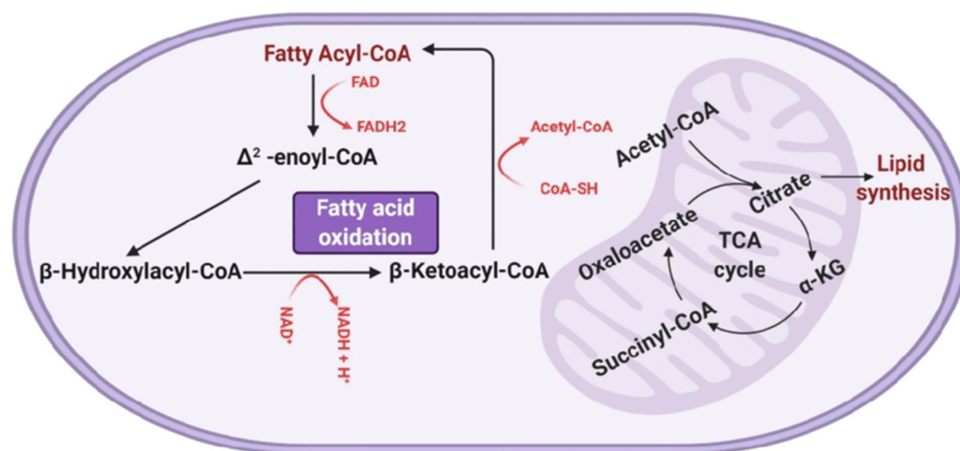 Fatty Acyl-CoA
FAD
FADH2
Δ² -enoyl-CoA
Fatty acid
oxidation
β-Hydroxylacyl-CoA
NAD⁺
NADH + H⁺
β-Ketoacyl-CoA
Acetyl-CoA
CoA-SH
Acetyl-CoA
Citrate
Lipid
synthesis
Oxaloacetate
TCA
cycle
α-KG
Succinyl-CoA